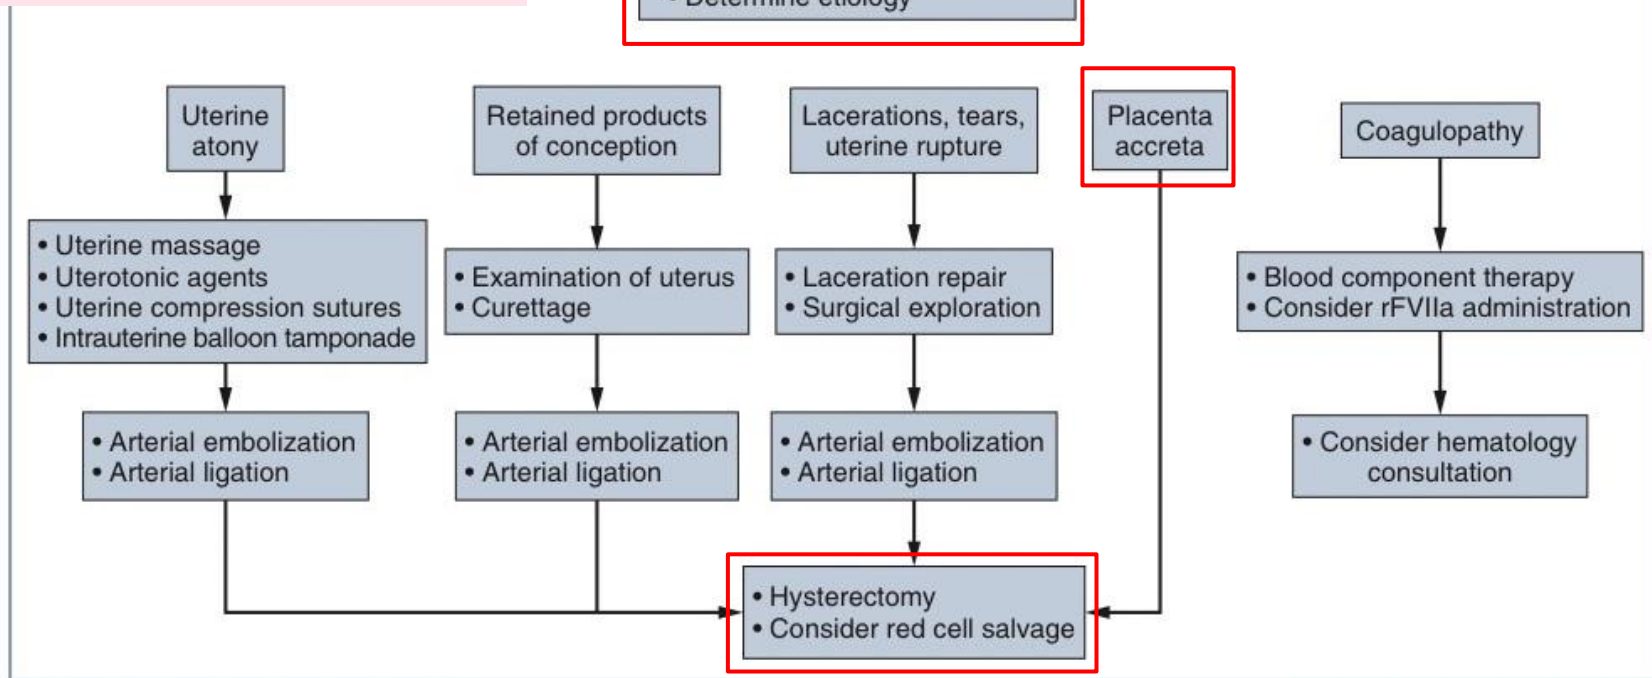 • Determine etiology
Uterine
atony
Retained products
of conception
Lacerations, tears,
uterine rupture
Placenta
accreta
Coagulopathy
• Uterine massage
• Uterotonic agents
• Uterine compression sutures
• Intrauterine balloon tamponade
• Examination of uterus
• Curettage
• Laceration repair
• Surgical exploration
• Blood component therapy
• Consider rFVIIa administration
• Arterial embolization
• Arterial ligation
• Arterial embolization
• Arterial ligation
• Arterial embolization
• Arterial ligation
• Consider hematology
consultation
• Hysterectomy
• Consider red cell salvage